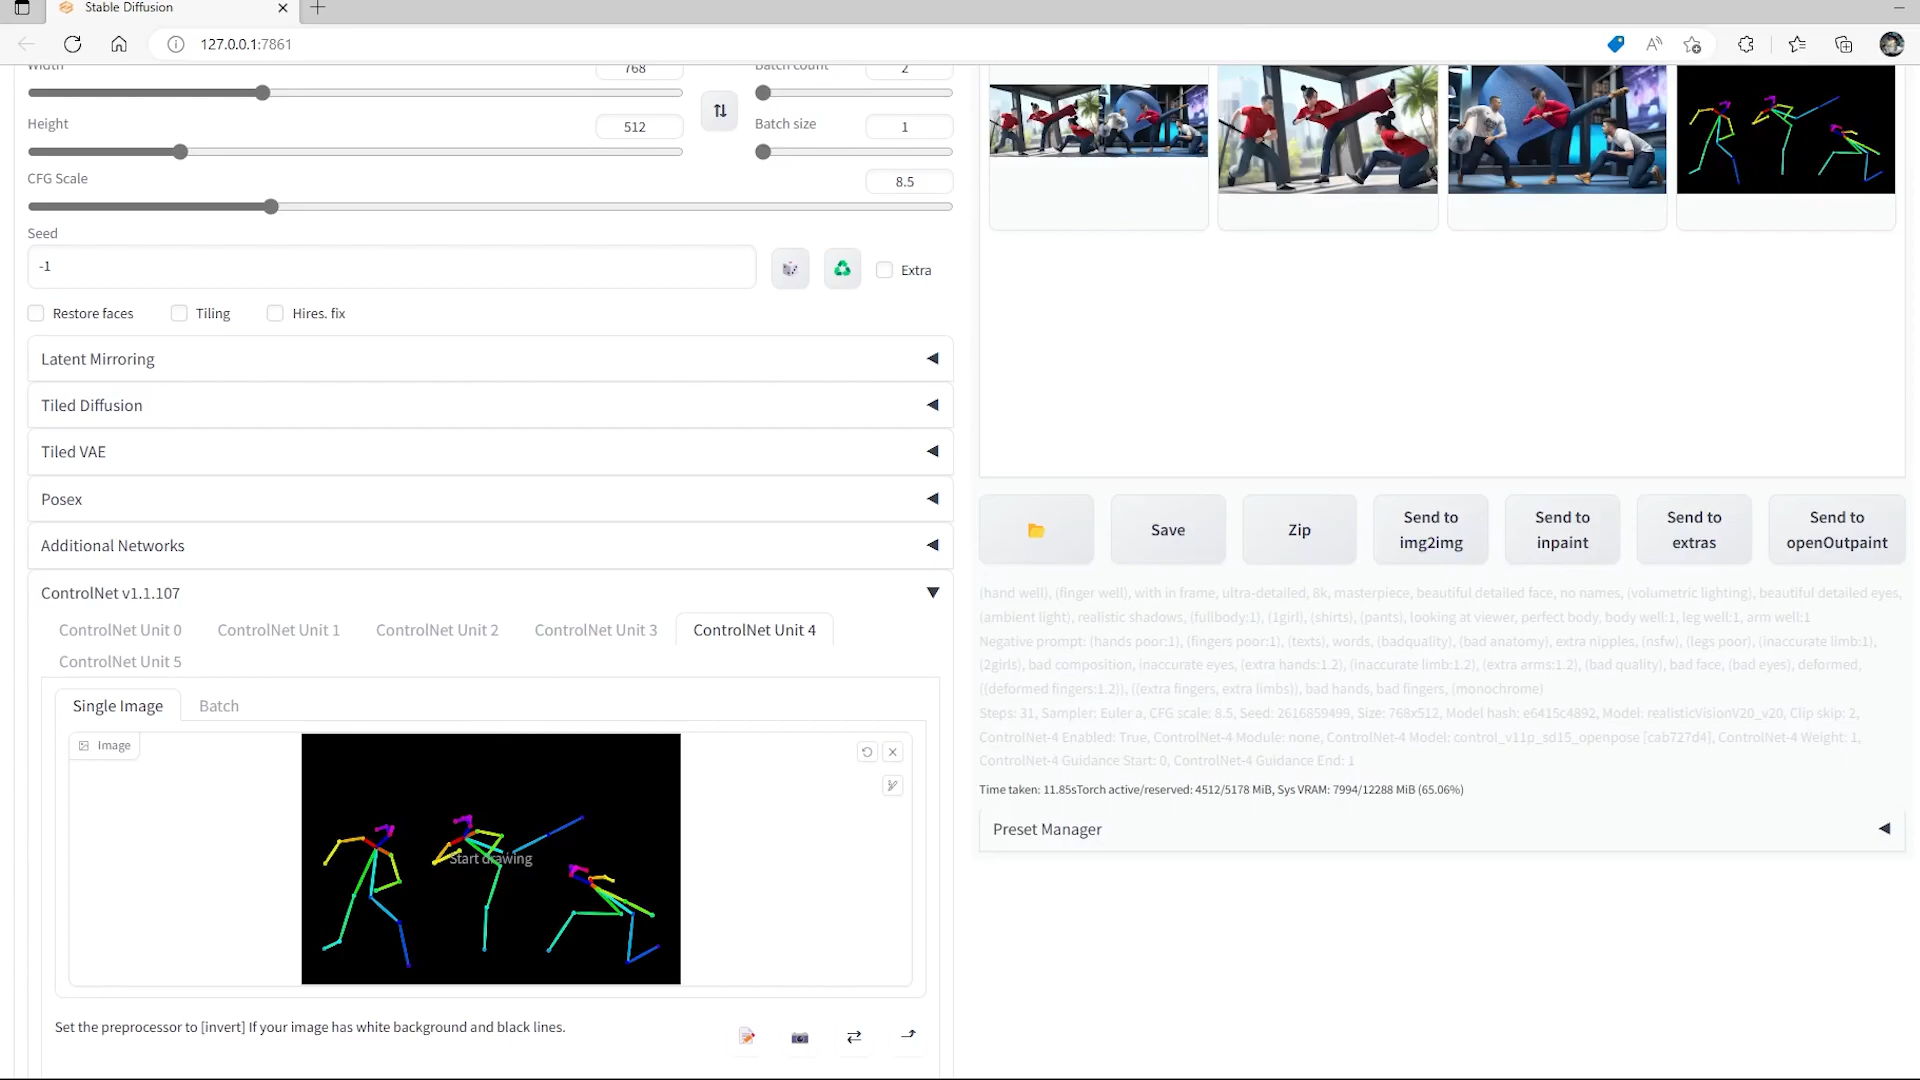 Stable Diffusion
127.0.0.1:7861
Width
768
Batch count
2
Height
512
Batch size
1
CFG Scale
8.5
Seed
-1
Extra
Restore faces
Tiling
Hires. fix
Latent Mirroring
Tiled Diffusion
Tiled VAE
Posex
Additional Networks
ControlNet v1.1.107
ControlNet Unit 0
ControlNet Unit 1
ControlNet Unit 2
ControlNet Unit 3
ControlNet Unit 4
ControlNet Unit 5
Single Image
Batch
Image
Start drawing
Set the preprocessor to [invert] If your image has white background and black lines.
Save
Zip
Send to
img2img
Send to
inpaint
Send to
extras
Send to
openOutpaint
(hand well), (finger well), with in frame, ultra-detailed, 8k, masterpiece, beautiful detailed face, no names, (volumetric lighting), beautiful detailed eyes,
(ambient light), realistic shadows, (fullbody:1), (1girl), (shirts), (pants), looking at viewer, perfect body, body well:1, leg well:1, arm well:1
Negative prompt: (hands poor:1), (fingers poor:1), (texts), words, (badquality), (bad anatomy), extra nipples, (nsfw), (legs poor), (inaccurate limb:1),
(2girls), bad composition, (naccurate eyes, (extra hands:1.2), (inaccurate limb:1.2), (extra arms:1.2), (bad quality), bad face, (bad eyes), deformed,
((deformed fingers:1.2)), ((extra fingers, extra limbs)), bad hands, bad fingers, (monochrome)
Steps: 31, Sampler: Euler a, CFG scale: 8.5, Seed: 2616859499, Size: 768x512, Model hash: e6415c4892, Model: realisticVisionV20_v20, Clip skip: 2,
ControlNet-4 Enabled: True, ControlNet-4 Module: none, ControlNet-4 Model: control_v11p_sd15_openpose [cab727d4], ControlNet-4 Weight: 1,
ControlNet-4 Guidance Start: 0, ControlNet-4 Guidance End: 1
Time taken: 11.85sTorch active/reserved: 4512/5178 MiB, Sys VRAM: 7994/12288 MiB (65.06%)
Preset Manager